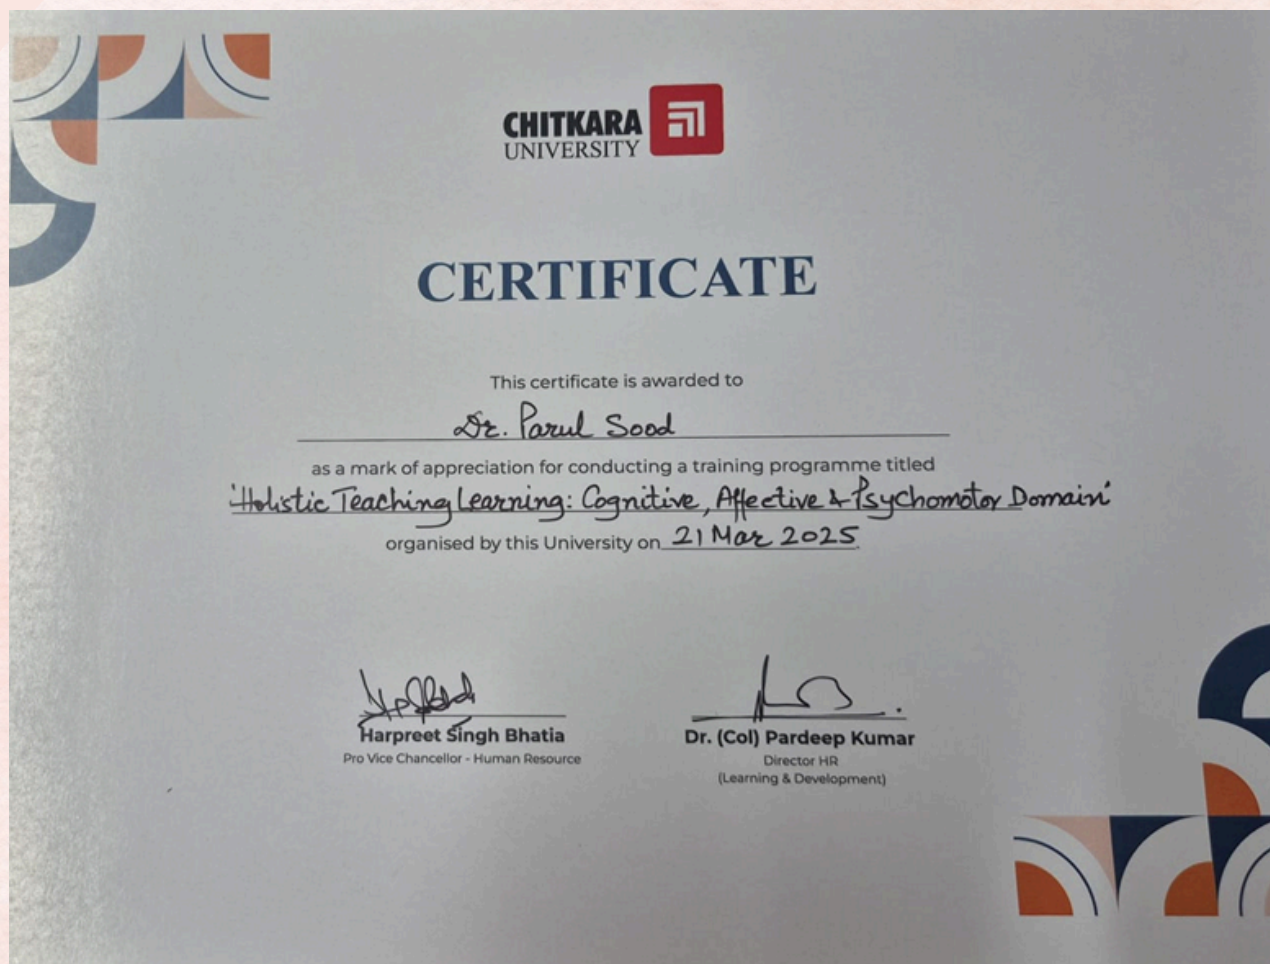 CHITKARA
UNIVERSITY
CERTIFICATE
This certificate is awarded to
Dr. Parul Sood
as a mark of appreciation for conducting a training programme titled
'Holistic Teaching Learning: Cognitive, Affective & Psychomotor Domain'
organised by this University on 21 Mar 2025.
Harpreet Singh Bhatia
Pro Vice Chancellor - Human Resource
Dr. (Col) Pardeep Kumar
Director HR
(Learning & Development)